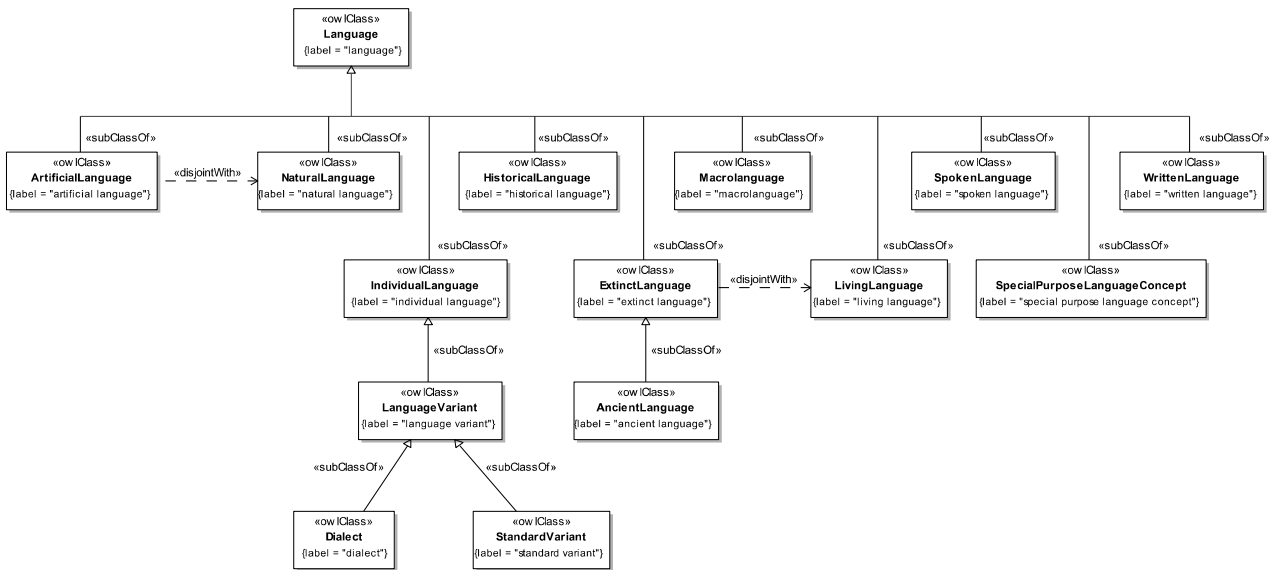 «owlClass»
Language
{label = "language"}
«subClassOf»
«subClassOf»
«subClassOf»
«subClassOf»
«subClassOf»
«subClassOf»
«owlClass»
ArtificialLanguage
{label = "artificial language"}
«disjointWith»
«owlClass»
NaturalLanguage
{label = "natural language"}
«owlClass»
HistoricalLanguage
{label = "historical language"}
«owlClass»
Macrolanguage
{label = "macrolanguage"}
«owlClass»
SpokenLanguage
{label = "spoken language"}
«owlClass»
WrittenLanguage
{label = "written language"}
«subClassOf»
«subClassOf»
«subClassOf»
«subClassOf»
«owlClass»
IndividualLanguage
{label = "individual language"}
«owlClass»
ExtinctLanguage
{label = "extinct language"}
«disjointWith»
«owlClass»
LivingLanguage
{label = "living language"}
«owlClass»
SpecialPurposeLanguageConcept
{label = "special purpose language concept"}
«subClassOf»
«subClassOf»
«owlClass»
LanguageVariant
{label = "language variant"}
«owlClass»
AncientLanguage
{label = "ancient language"}
«subClassOf»
«subClassOf»
«owlClass»
Dialect
{label = "dialect"}
«owlClass»
StandardVariant
{label = "standard variant"}